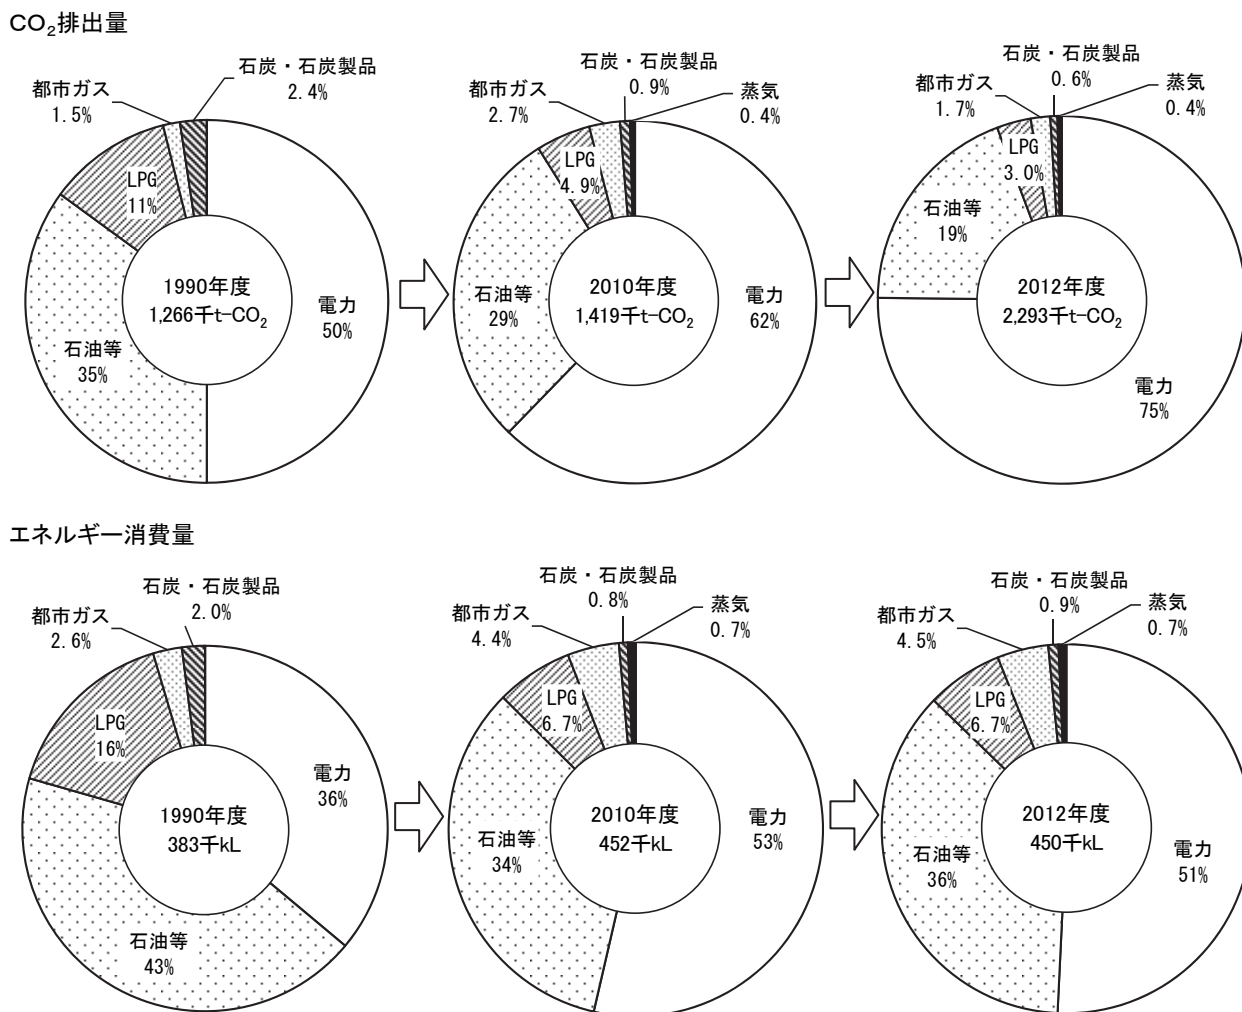 CO₂排出量
石炭・石炭製品
2.4%
都市ガス
1.5%
LPG
11%
石油等
35%
電力
50%
1990年度
1,266千t-CO₂
石炭・石炭製品
0.9%
都市ガス
2.7%
蒸気
0.4%
LPG
4.9%
石油等
29%
電力
62%
2010年度
1,419千t-CO₂
石炭・石炭製品
0.6%
都市ガス
1.7%
蒸気
0.4%
LPG
3.0%
石油等
19%
電力
75%
2012年度
2,293千t-CO₂
エネルギー消費量
石炭・石炭製品
2.0%
都市ガス
2.6%
LPG
16%
電力
36%
石油等
43%
1990年度
383千kL
石炭・石炭製品
0.8%
都市ガス
4.4%
蒸気
0.7%
LPG
6.7%
石油等
34%
電力
53%
2010年度
452千kL
石炭・石炭製品
0.9%
都市ガス
4.5%
蒸気
0.7%
LPG
6.7%
石油等
36%
電力
51%
2012年度
450千kL